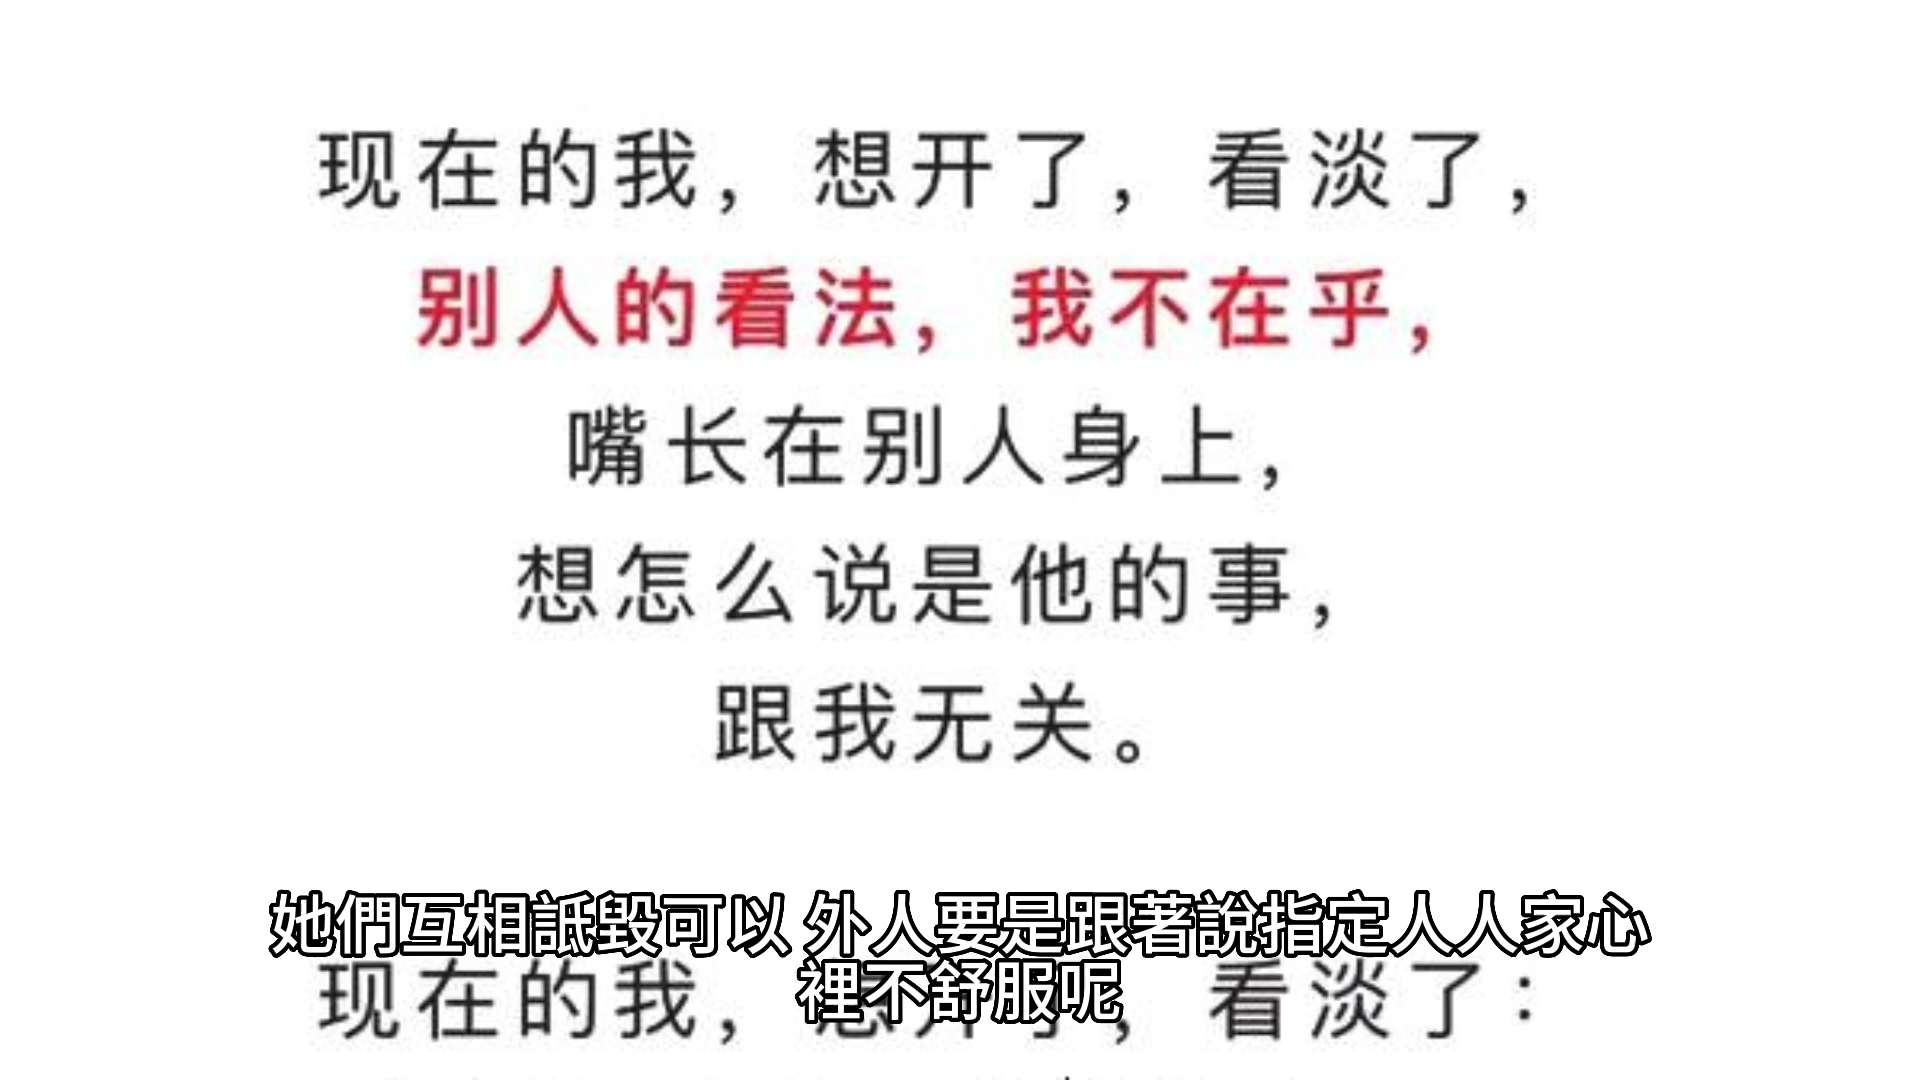 现在的我，想开了，看淡了，
别人的看法，我不在乎，
嘴长在别人身上，
想怎么说是他的事，
跟我无关。
她們互相詆毀可以 外人要是跟著說指定人人家心
裡不舒服呢
现在的我，想开了，看淡了：